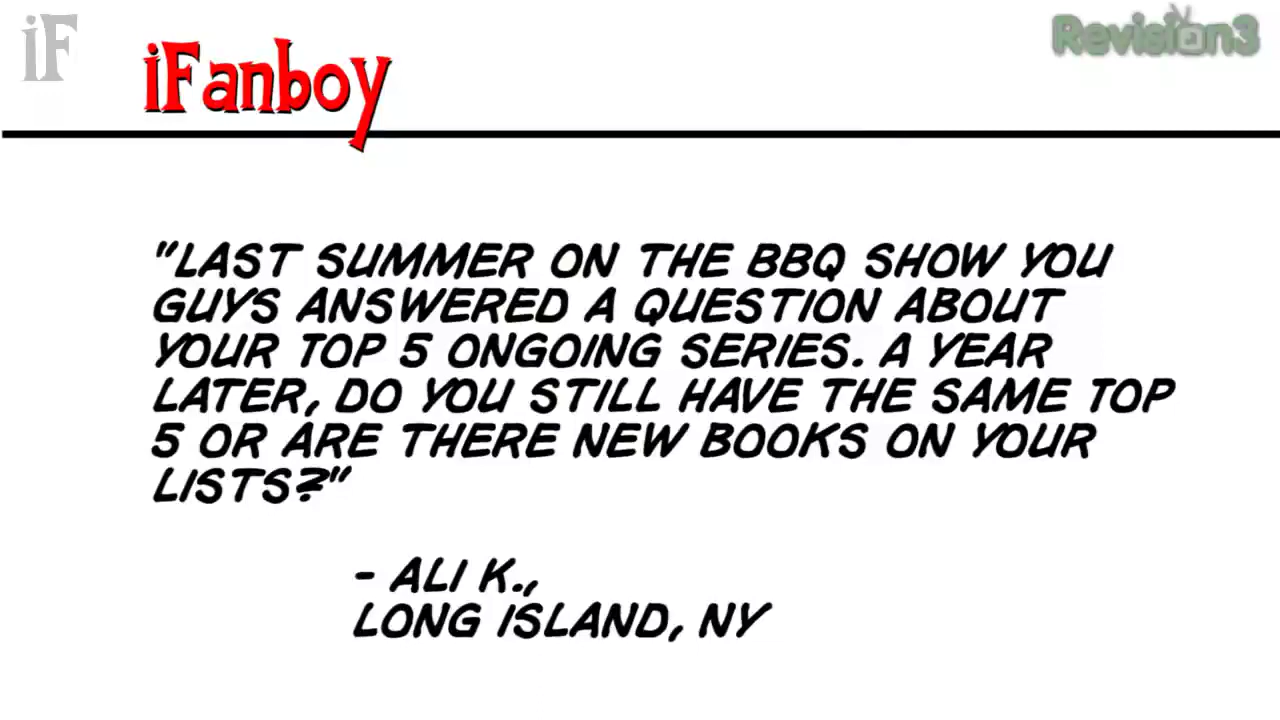 iF
Revision3
iFanboy
"LAST SUMMER ON THE BBQ SHOW YOU
GUYS ANSWERED A QUESTION ABOUT
YOUR TOP 5 ONGOING SERIES. A YEAR
LATER, DO YOU STILL HAVE THE SAME TOP
5 OR ARE THERE NEW BOOKS ON YOUR
LISTS?"
- ALI K.,
LONG ISLAND, NY